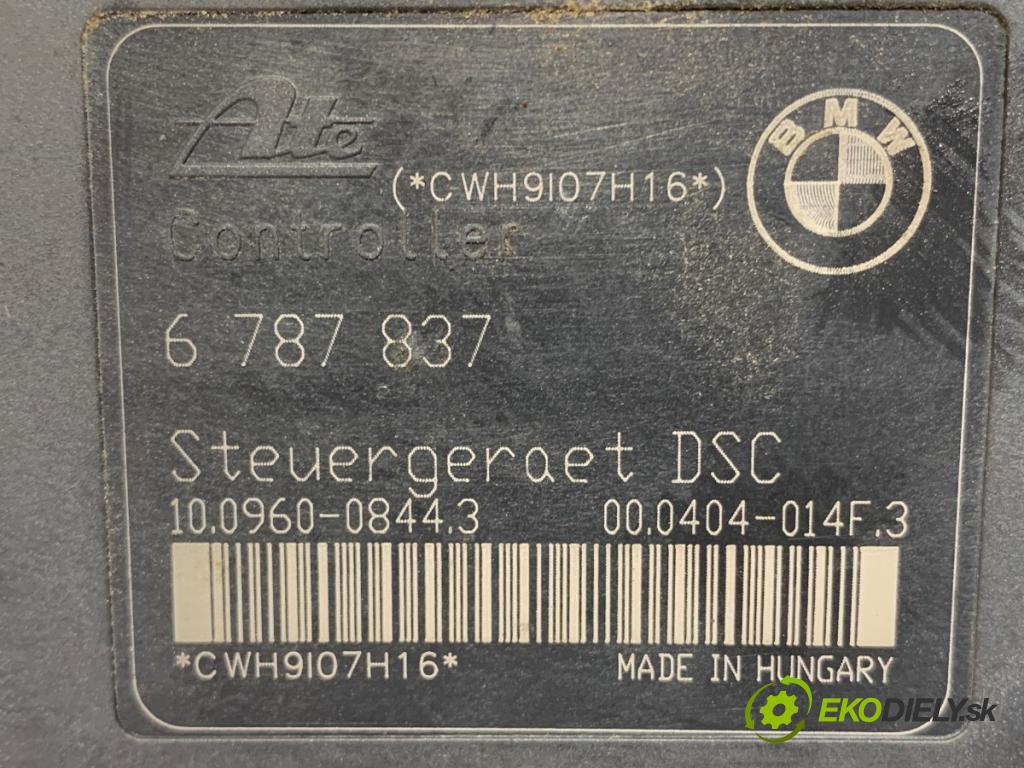 Ate
BMW
(*CWH9I07H16*)
Controller
6 787 837
Steuergeraet DSC
10.0960-0844.3 00.0404-014F.3
*CWH9I07H16* MADE IN HUNGARY
EKODIELY.sk